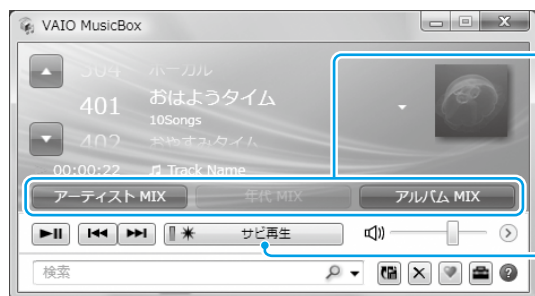 VAIO MusicBox
504 ボーカル
401 おはようタイム
10Songs
402 おやすみタイム
00:00:22 Track Name
アーティスト MIX 年代 MIX アルバム MIX
サビ再生
検索